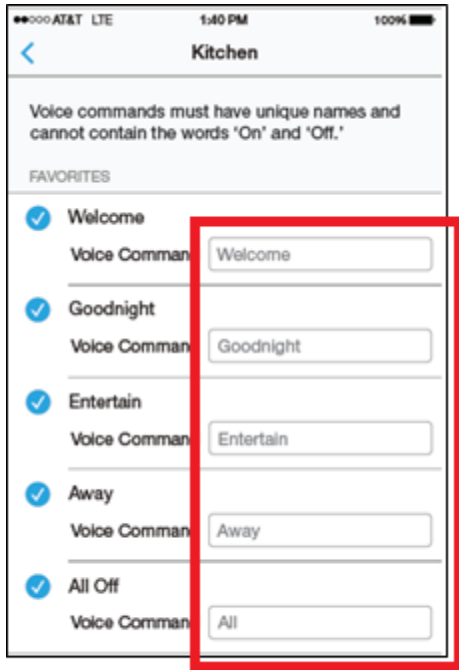 AT&T LTE 1:40 PM 100%
Kitchen
Voice commands must have unique names and
cannot contain the words 'On' and 'Off.'
FAVORITES
Welcome
Voice Comman Welcome
Goodnight
Voice Comman Goodnight
Entertain
Voice Comman Entertain
Away
Voice Comman Away
All Off
Voice Comman All